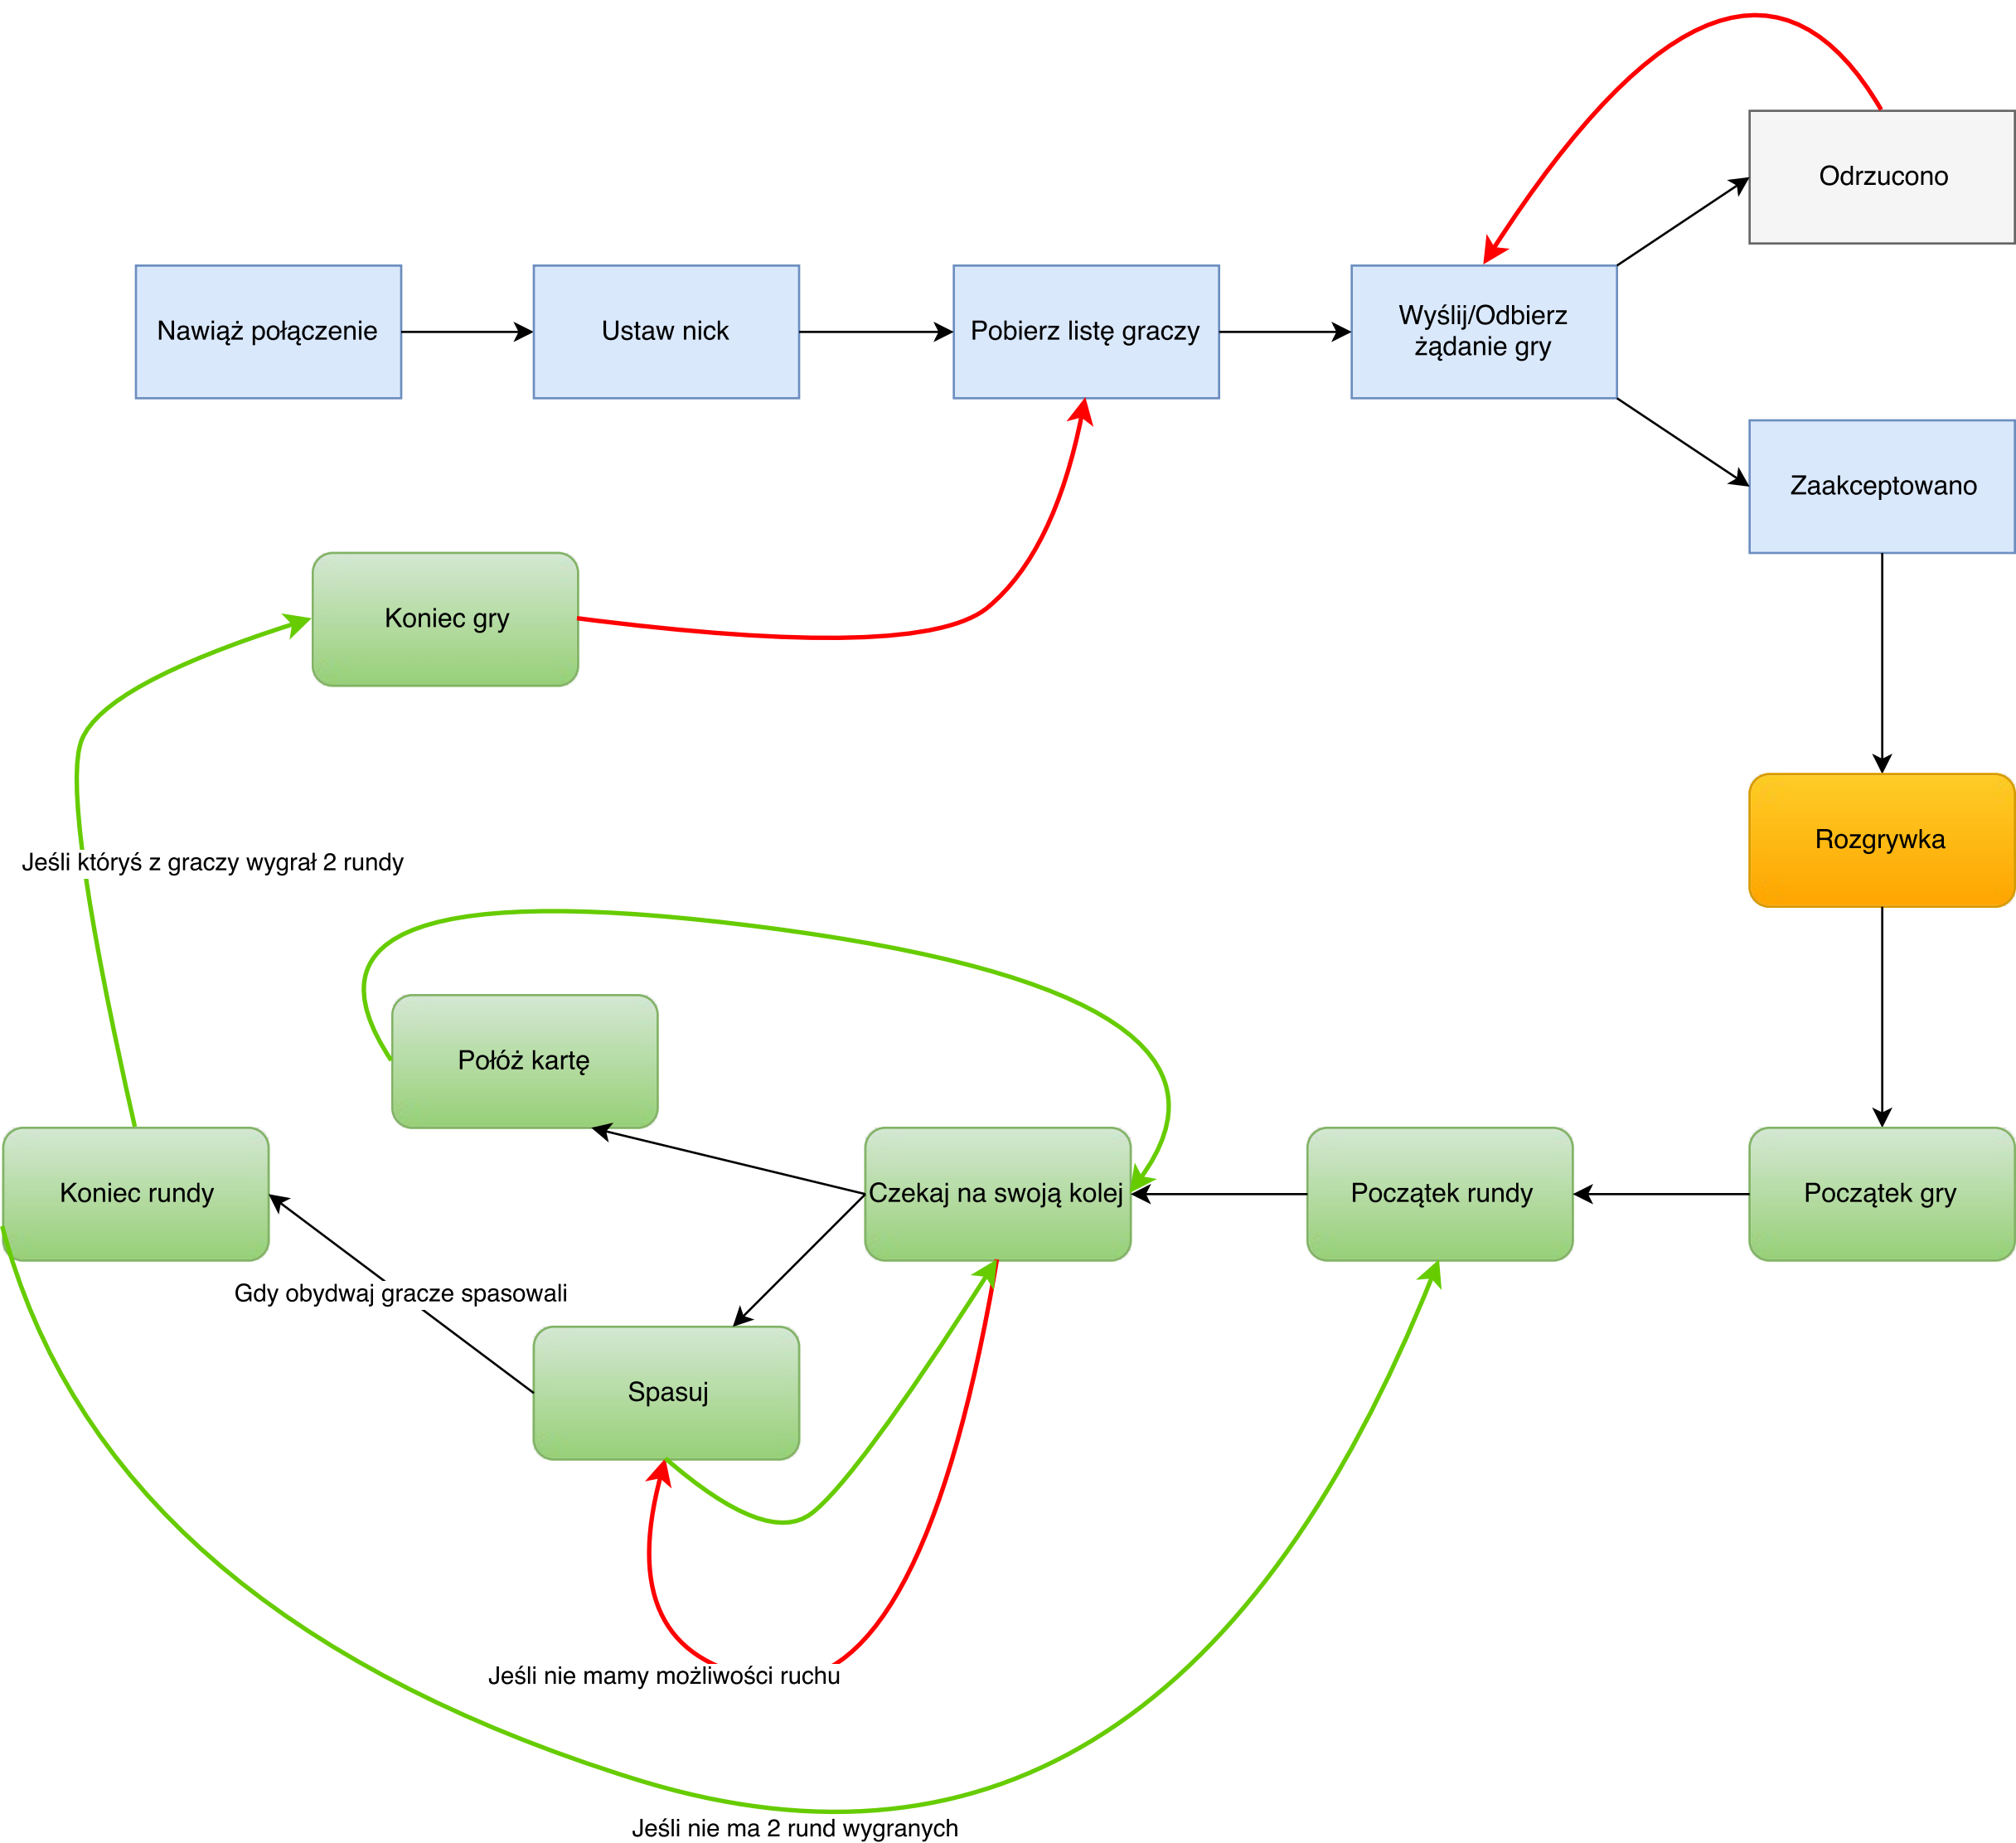 Odrzucono
Nawiąż połączenie
Ustaw nick
Pobierz listę graczy
Wyślij/Odbierz
żądanie gry
Zaakceptowano
Koniec gry
Rozgrywka
Jeśli któryś z graczy wygrał 2 rundy
Połóż kartę
Koniec rundy
Czekaj na swoją kolej
Początek rundy
Początek gry
Gdy obydwaj gracze spasowali
Spasuj
Jeśli nie mamy możliwości ruchu
Jeśli nie ma 2 rund wygranych